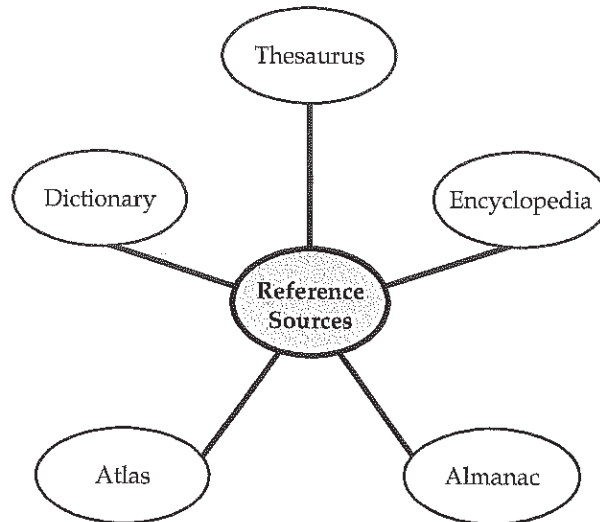 Thesaurus
Dictionary
Encyclopedia
Reference
Sources
Atlas
Almanac